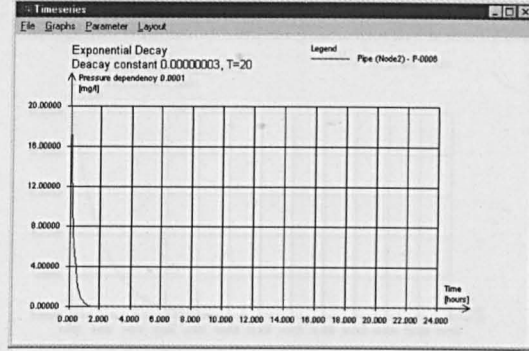 Timeseries
File Graphs Parameter Layout
Exponential Decay
Deacay constant 0.00000003, T=20
Pressure dependency 0.0001
[mg/l]
Legend
Pipe (Node2) - P-0006
20.00000
16.00000
12.00000
8.00000
4.00000
0.00000
0.000 2.000 4.000 6.000 8.000 10.000 12.000 14.000 16.000 18.000 20.000 22.000 24.000
Time
[hours]